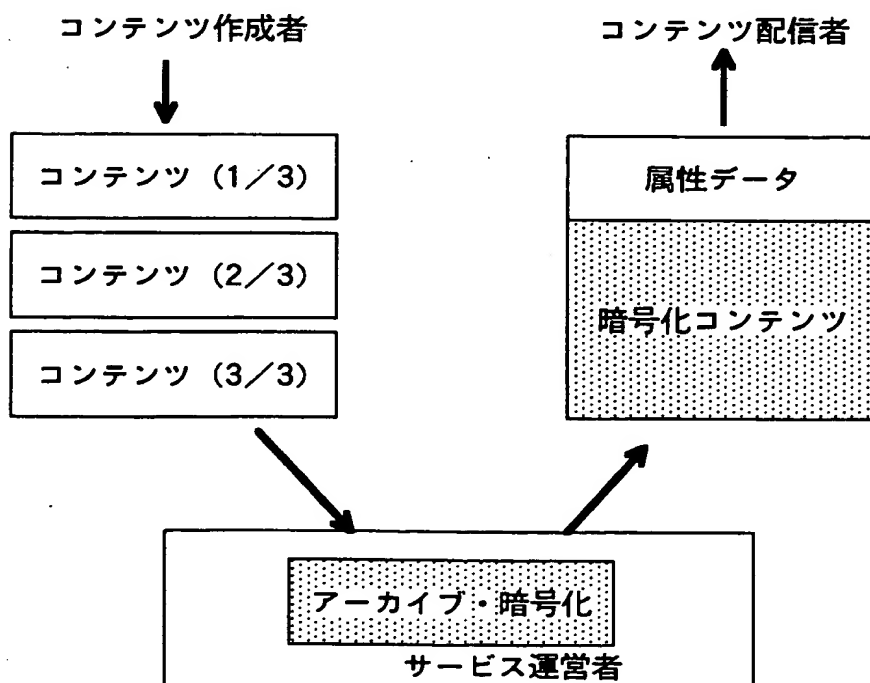 コンテンツ作成者
コンテンツ（1／3）
コンテンツ（2／3）
コンテンツ（3／3）
コンテンツ配信者
属性データ
暗号化コンテンツ
アーカイブ・暗号化
サービス運営者